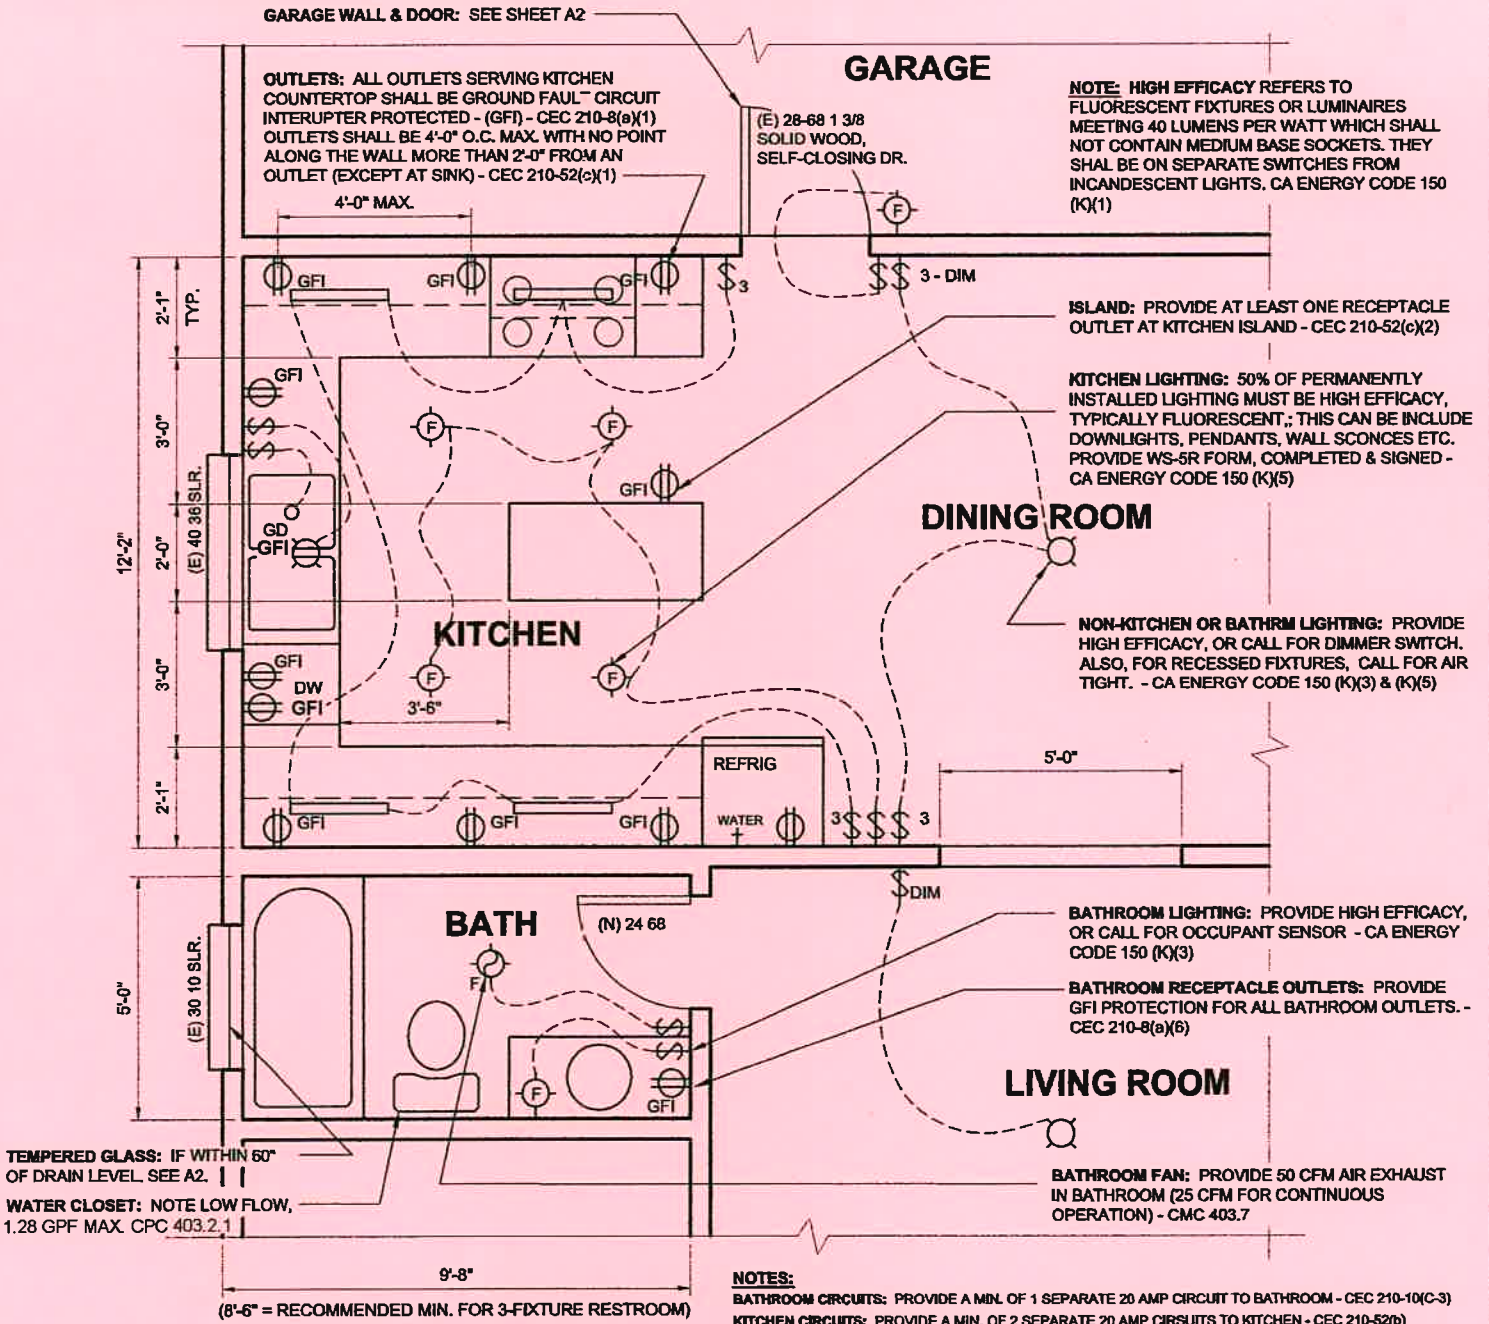 GARAGE WALL & DOOR: SEE SHEET A2
GARAGE
OUTLETS: ALL OUTLETS SERVING KITCHEN
COUNTERTOP SHALL BE GROUND FAULT CIRCUIT
INTERUPTER PROTECTED - (GFI) - CEC 210-8(a)(1)
OUTLETS SHALL BE 4'-0" O.C. MAX. WITH NO POINT
ALONG THE WALL MORE THAN 2'-0" FROM AN
OUTLET (EXCEPT AT SINK) - CEC 210-52(c)(1)
(E) 28-68 1 3/8
SOLID WOOD,
SELF-CLOSING DR.
NOTE: HIGH EFFICACY REFERS TO
FLUORESCENT FIXTURES OR LUMINAIRES
MEETING 40 LUMENS PER WATT WHICH SHALL
NOT CONTAIN MEDIUM BASE SOCKETS. THEY
SHAL BE ON SEPARATE SWITCHES FROM
INCANDESCENT LIGHTS. CA ENERGY CODE 150
(K)(1)
4'-0" MAX.
F
GFI
GFI
GFI
3
3 - DIM
2'-1"
TYP.
ISLAND: PROVIDE AT LEAST ONE RECEPTACLE
OUTLET AT KITCHEN ISLAND - CEC 210-52(c)(2)
GFI
3'-0"
F
F
KITCHEN LIGHTING: 50% OF PERMANENTLY
INSTALLED LIGHTING MUST BE HIGH EFFICACY,
TYPICALLY FLUORESCENT,; THIS CAN BE INCLUDE
DOWNLIGHTS, PENDANTS, WALL SCONCES ETC.
PROVIDE WS-5R FORM, COMPLETED & SIGNED -
CA ENERGY CODE 150 (K)(5)
GFI
(E) 40 36 SLR.
GD
GFI
DINING ROOM
12'-2"
2'-0"
KITCHEN
NON-KITCHEN OR BATHRM LIGHTING: PROVIDE
HIGH EFFICACY, OR CALL FOR DIMMER SWITCH.
ALSO, FOR RECESSED FIXTURES, CALL FOR AIR
TIGHT. - CA ENERGY CODE 150 (K)(3) & (K)(5)
3'-0"
GFI
DW
GFI
F
F
3'-6"
REFRIG
5'-0"
2'-1"
GFI
GFI
GFI
WATER
3
3
DIM
BATH
(N) 24 68
BATHROOM LIGHTING: PROVIDE HIGH EFFICACY,
OR CALL FOR OCCUPANT SENSOR - CA ENERGY
CODE 150 (K)(3)
5'-0"
(E) 30 10 SLR.
F
BATHROOM RECEPTACLE OUTLETS: PROVIDE
GFI PROTECTION FOR ALL BATHROOM OUTLETS. -
CEC 210-8(a)(6)
F
GFI
LIVING ROOM
TEMPERED GLASS: IF WITHIN 60"
OF DRAIN LEVEL. SEE A2.
WATER CLOSET: NOTE LOW FLOW,
1.28 GPF MAX. CPC 403.2.1
BATHROOM FAN: PROVIDE 50 CFM AIR EXHAUST
IN BATHROOM (25 CFM FOR CONTINUOUS
OPERATION) - CMC 403.7
9'-8"
(8'-6" = RECOMMENDED MIN. FOR 3-FIXTURE RESTROOM)
NOTES:
BATHROOM CIRCUITS: PROVIDE A MIN. OF 1 SEPARATE 20 AMP CIRCUIT TO BATHROOM - CEC 210-10(C-3)
KITCHEN CIRCUITS: PROVIDE A MIN. OF 2 SEPARATE 20 AMP CIRSUITS TO KITCHEN - CEC 210-52(b)